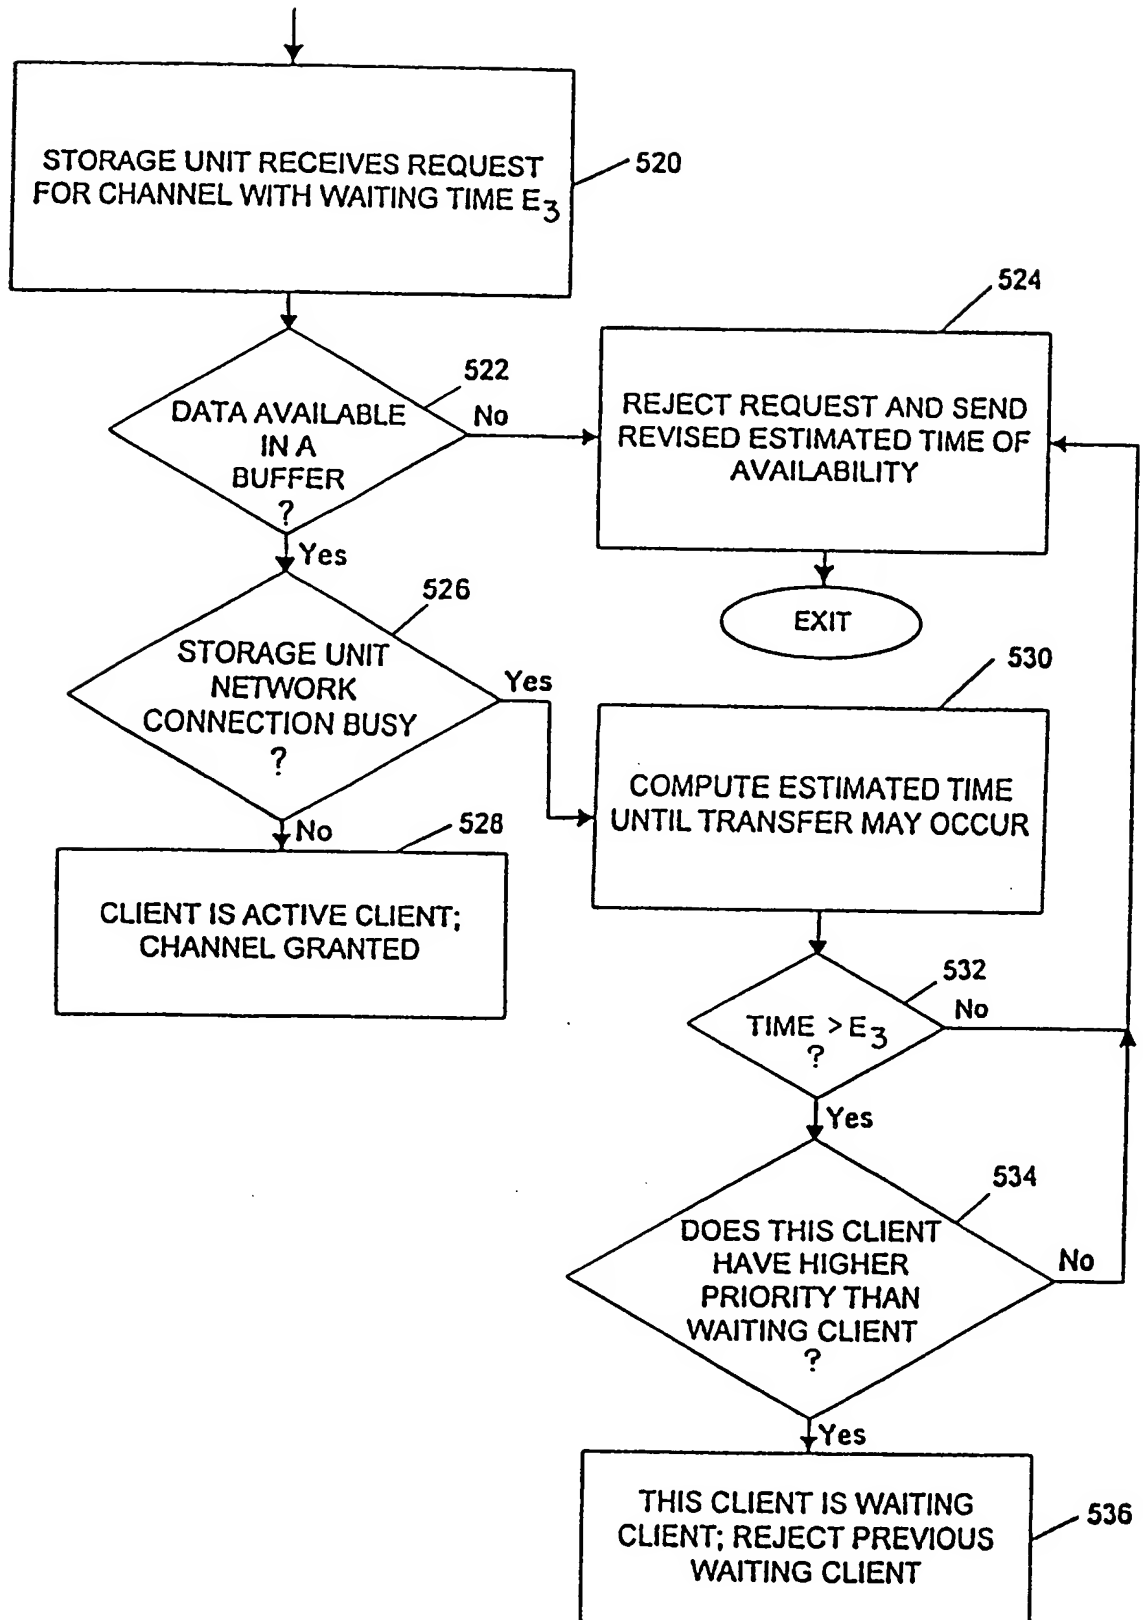 STORAGE UNIT RECEIVES REQUEST
FOR CHANNEL WITH WAITING TIME E3
520
524
522
DATA AVAILABLE
IN A
BUFFER
?
No
REJECT REQUEST AND SEND
REVISED ESTIMATED TIME OF
AVAILABILITY
Yes
526
EXIT
STORAGE UNIT
NETWORK
CONNECTION BUSY
?
Yes
530
COMPUTE ESTIMATED TIME
UNTIL TRANSFER MAY OCCUR
No
528
CLIENT IS ACTIVE CLIENT;
CHANNEL GRANTED
532
TIME > E3
?
No
Yes
534
DOES THIS CLIENT
HAVE HIGHER
PRIORITY THAN
WAITING CLIENT
?
No
Yes
THIS CLIENT IS WAITING
CLIENT; REJECT PREVIOUS
WAITING CLIENT
536